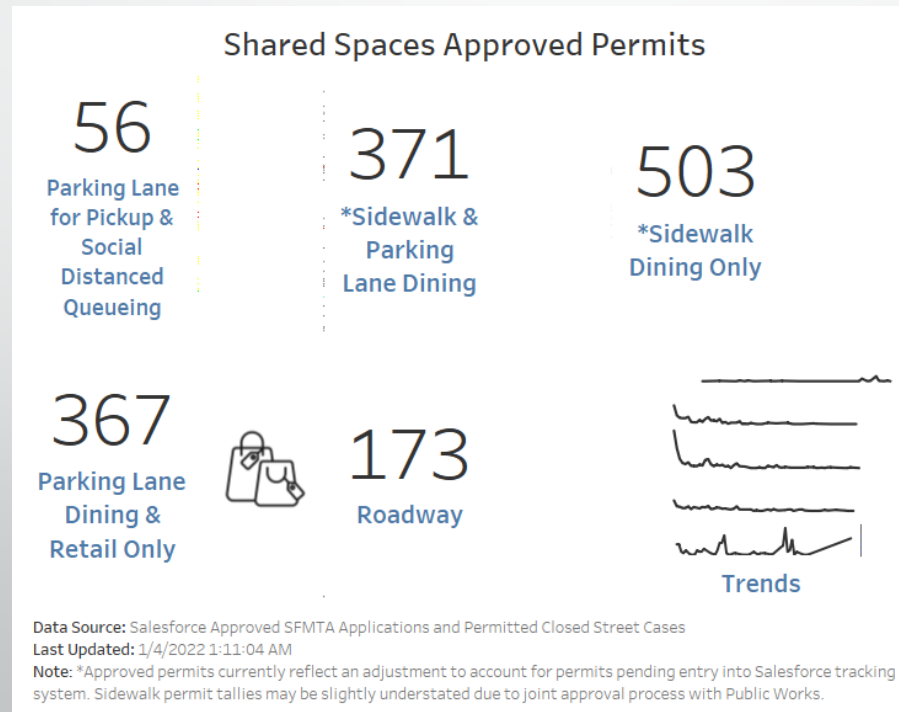 Shared Spaces Approved Permits
56
Parking Lane
for Pickup &
Social
Distanced
Queueing
371
*Sidewalk &
Parking
Lane Dining
503
*Sidewalk
Dining Only
367
Parking Lane
Dining &
Retail Only
173
Roadway
Trends
Data Source: Salesforce Approved SFMTA Applications and Permitted Closed Street Cases
Last Updated: 1/4/2022 1:11:04 AM
Note: *Approved permits currently reflect an adjustment to account for permits pending entry into Salesforce tracking
system. Sidewalk permit tallies may be slightly understated due to joint approval process with Public Works.